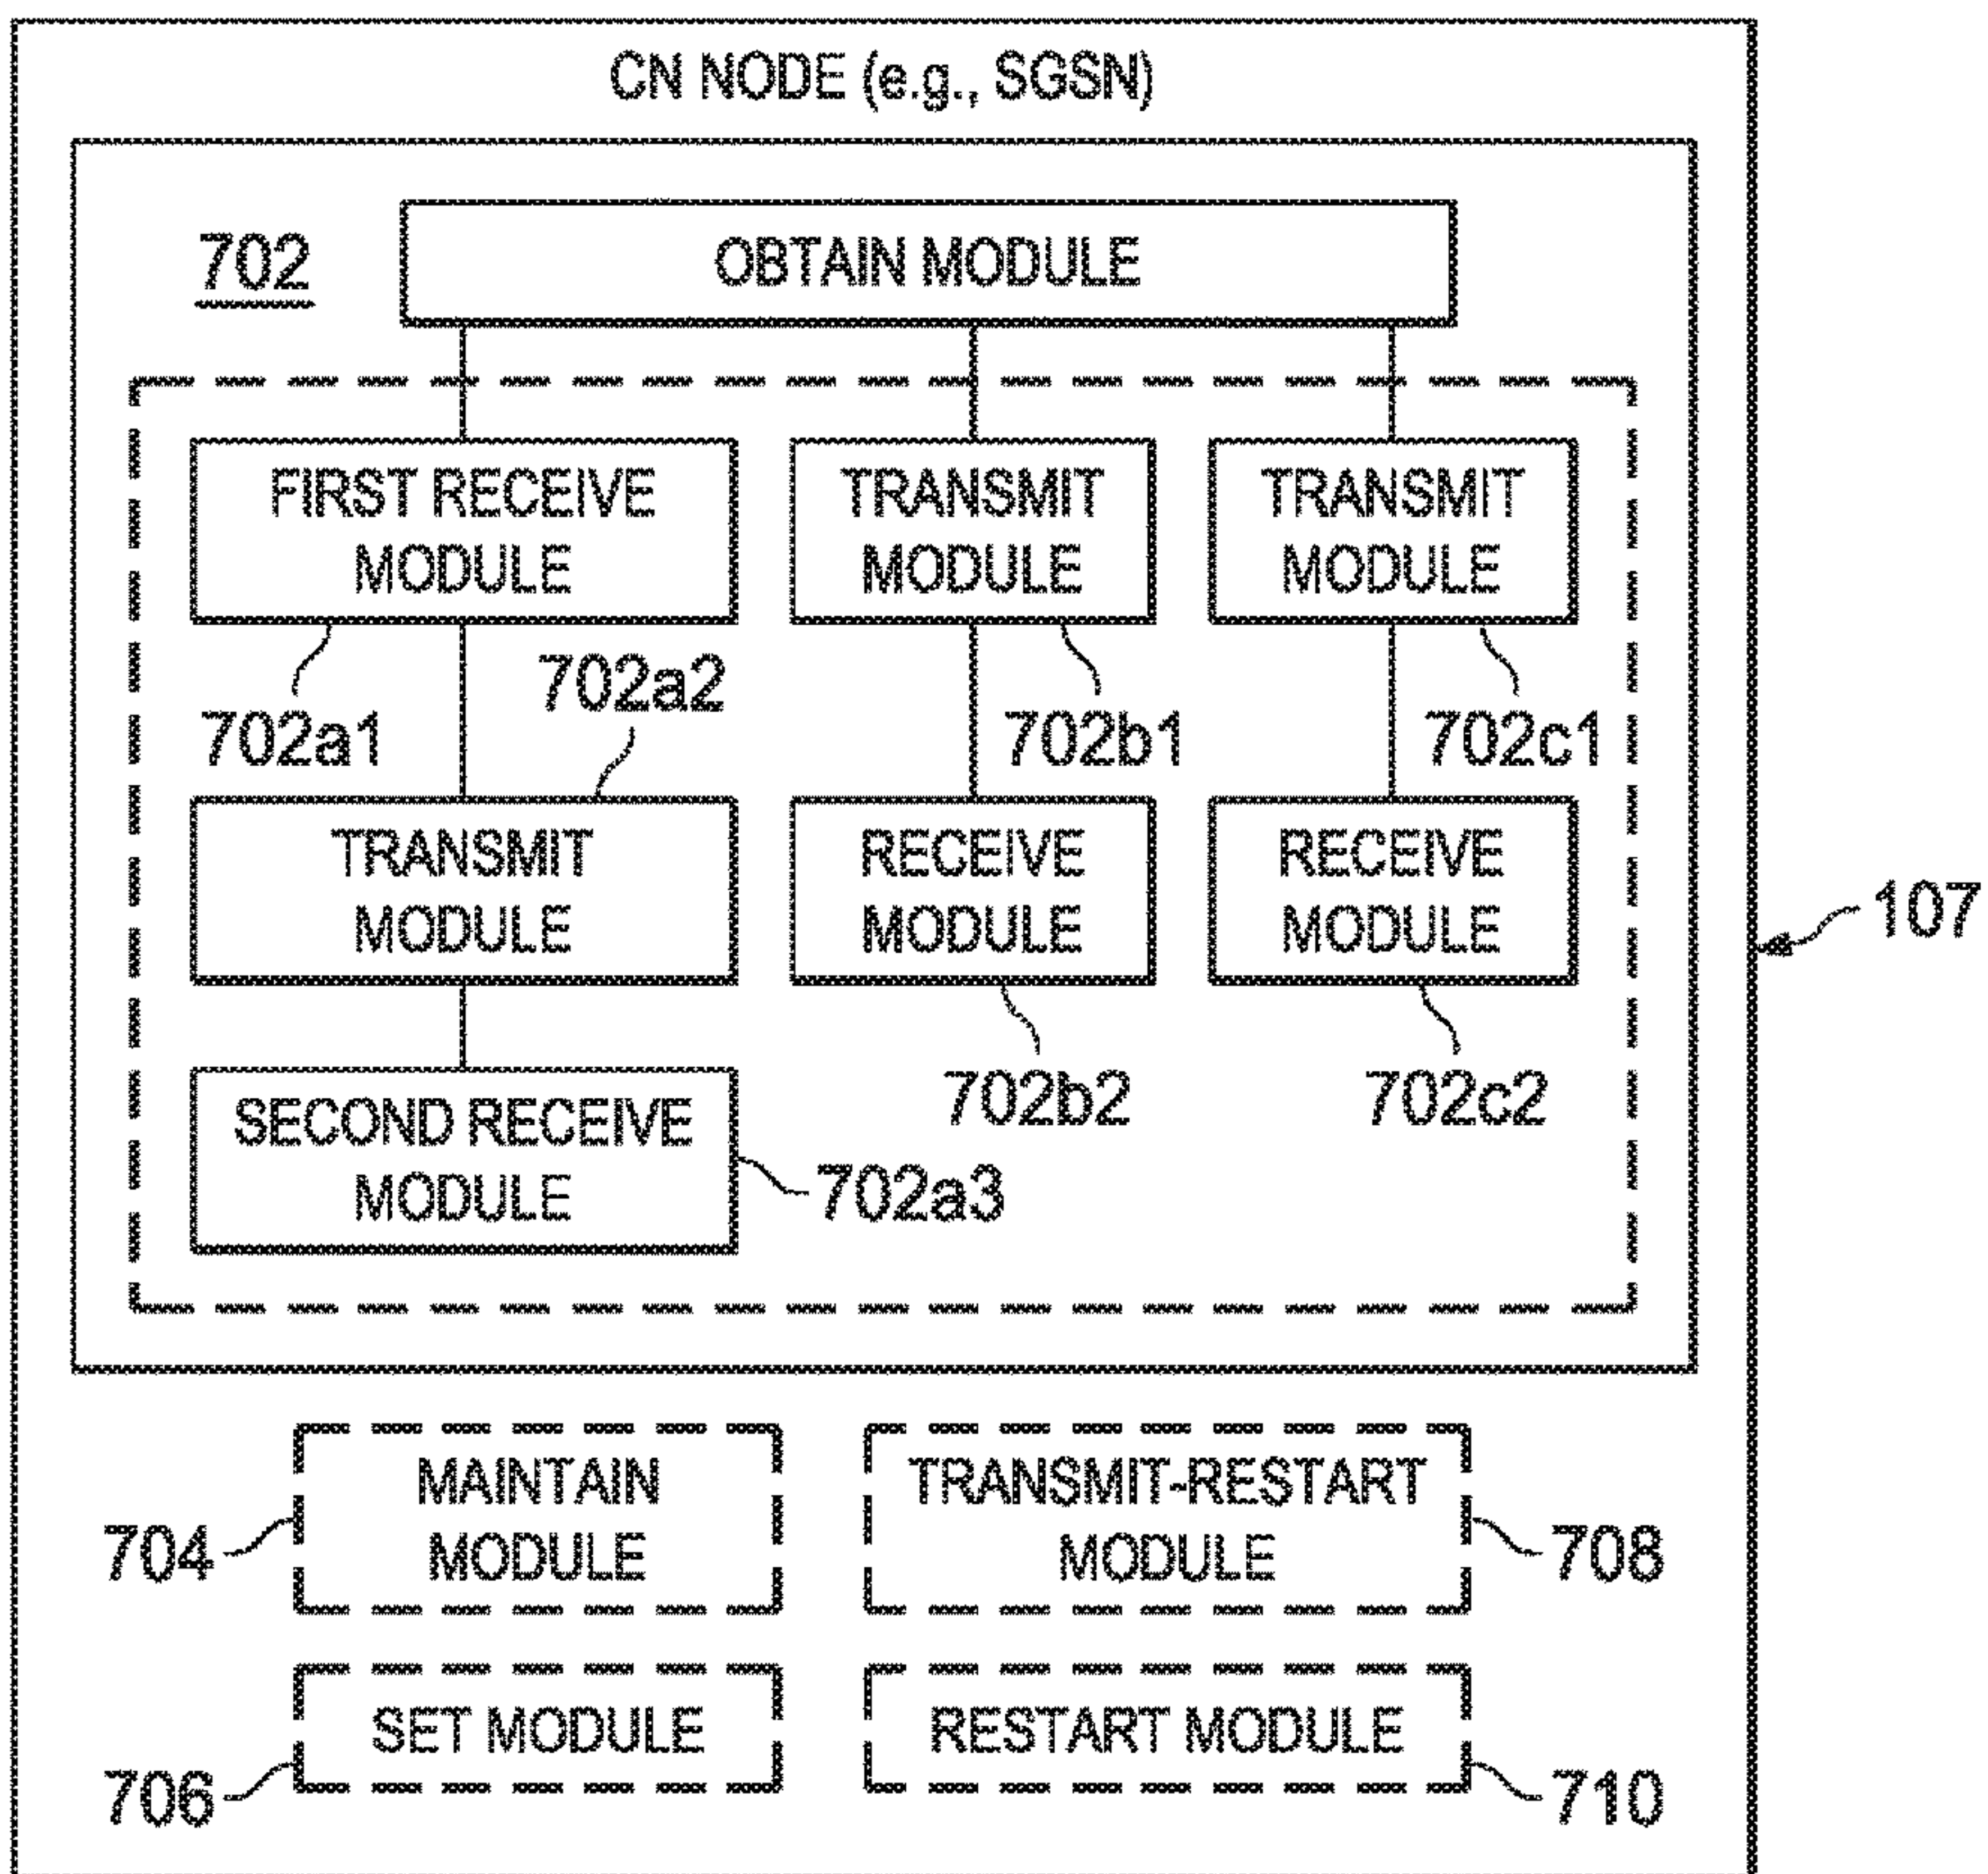 CN NODE (e.g., SGSN)
702
OBTAIN MODULE
FIRST RECEIVE
MODULE
TRANSMIT
MODULE
TRANSMIT
MODULE
702a1
702a2
702b1
702c1
TRANSMIT
MODULE
RECEIVE
MODULE
RECEIVE
MODULE
107
702b2
702c2
SECOND RECEIVE
MODULE
702a3
MAINTAIN
MODULE
704
TRANSMIT-RESTART
MODULE
708
SET MODULE
706
RESTART MODULE
710